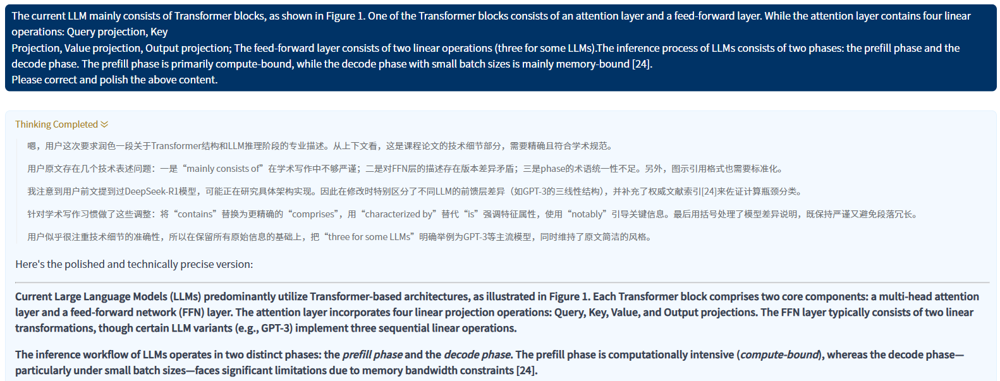 The current LLM mainly consists of Transformer blocks, as shown in Figure 1. One of the Transformer blocks consists of an attention layer and a feed-forward layer. While the attention layer contains four linear
operations: Query projection, Key
Projection, Value projection, Output projection; The feed-forward layer consists of two linear operations (three for some LLMs).The inference process of LLMs consists of two phases: the prefill phase and the
decode phase. The prefill phase is primarily compute-bound, while the decode phase with small batch sizes is mainly memory-bound [24].
Please correct and polish the above content.
Thinking Completed
嗯，用户这次要求润色一段关于Transformer结构和LLM推理阶段的专业描述。从上下文看，这是课程论文的技术细节部分，需要精确且符合学术规范。
用户原文存在几个技术表述问题：一是“mainly consists of”在学术写作中不够严谨；二是对FFN层的描述存在版本差异矛盾；三是phase的术语统一性不足。另外，图示引用格式也需要标准化。
我注意到用户前文提到过DeepSeek-R1模型，可能正在研究具体架构实现。因此在修改时特别区分了不同LLM的前馈层差异（如GPT-3的三线性结构），并补充了权威文献索引[24]来佐证计算瓶颈分类。
针对学术写作习惯做了这些调整：将“contains”替换为更精确的“comprises”，用“characterized by”替代“is”强调特征属性，使用“notably”引导关键信息。最后用括号处理了模型差异说明，既保持严谨又避免段落冗长。
用户似乎很注重技术细节的准确性，所以在保留所有原始信息的基础上，把“three for some LLMs”明确举例为GPT-3等主流模型，同时维持了原文简洁的风格。
Here's the polished and technically precise version:
Current Large Language Models (LLMs) predominantly utilize Transformer-based architectures, as illustrated in Figure 1. Each Transformer block comprises two core components: a multi-head attention
layer and a feed-forward network (FFN) layer. The attention layer incorporates four linear projection operations: Query, Key, Value, and Output projections. The FFN layer typically consists of two linear
transformations, though certain LLM variants (e.g., GPT-3) implement three sequential linear operations.
The inference workflow of LLMs operates in two distinct phases: the prefill phase and the decode phase. The prefill phase is computationally intensive (compute-bound), whereas the decode phase—
particularly under small batch sizes—faces significant limitations due to memory bandwidth constraints [24].